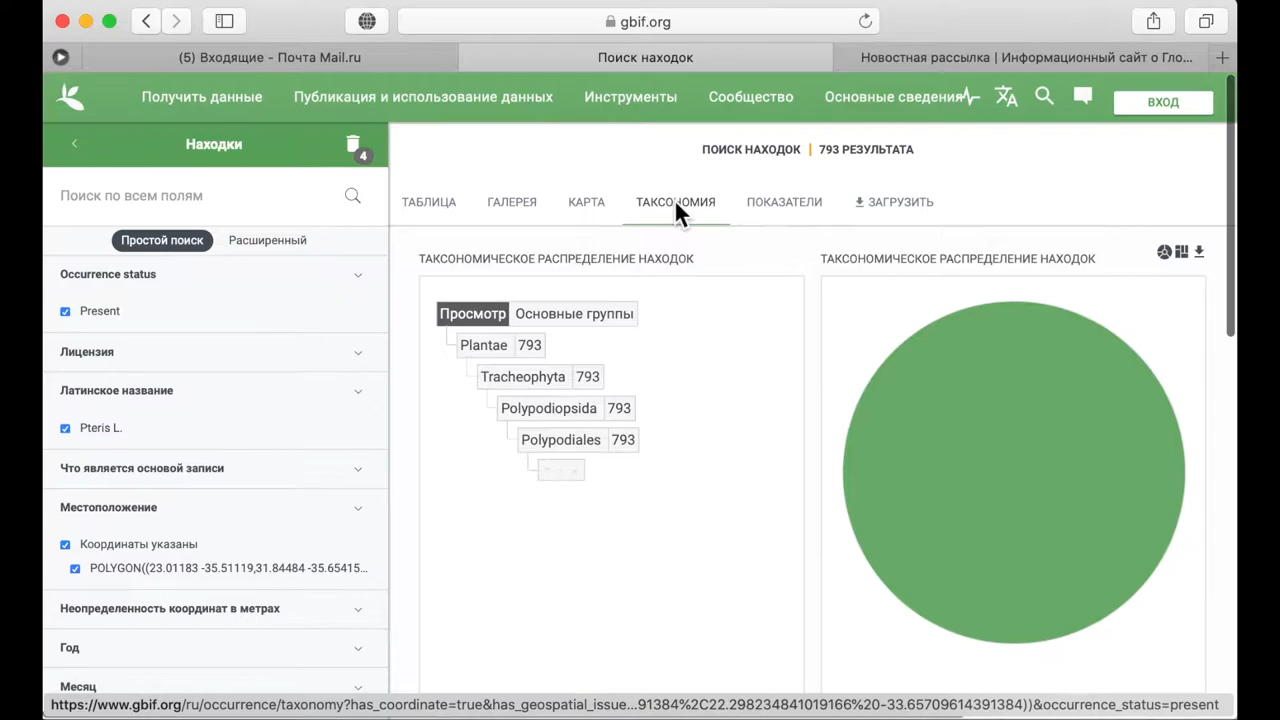 gbif.org
(5) Входящие – Почта Mail.ru
Поиск находок
Новостная рассылка | Информационный сайт о Гло...
Получить данные
Публикация и использование данных
Инструменты
Сообщество
Основные сведения
ВХОД
Находки
4
ПОИСК НАХОДОК | 793 РЕЗУЛЬТАТА
Поиск по всем полям
ТАБЛИЦА
ГАЛЕРЕЯ
КАРТА
ТАКСОНОМИЯ
ПОКАЗАТЕЛИ
ЗАГРУЗИТЬ
Простой поиск
Расширенный
Occurrence status
Present
Лицензия
Латинское название
Pteris L.
Что является основой записи
Местоположение
Координаты указаны
POLYGON((23.01183 -35.51119,31.84484 -35.65415...
Неопределенность координат в метрах
Год
Месяц
ТАКСОНОМИЧЕСКОЕ РАСПРЕДЕЛЕНИЕ НАХОДОК
Просмотр Основные группы
Plantae 793
Tracheophyta 793
Polypodiopsida 793
Polypodiales 793
ТАКСОНОМИЧЕСКОЕ РАСПРЕДЕЛЕНИЕ НАХОДОК
https://www.gbif.org/ru/occurrence/taxonomy?has_coordinate=true&has_geospatial_issue...91384%2C22.298234841019166%20-33.65709614391384))&occurrence_status=present